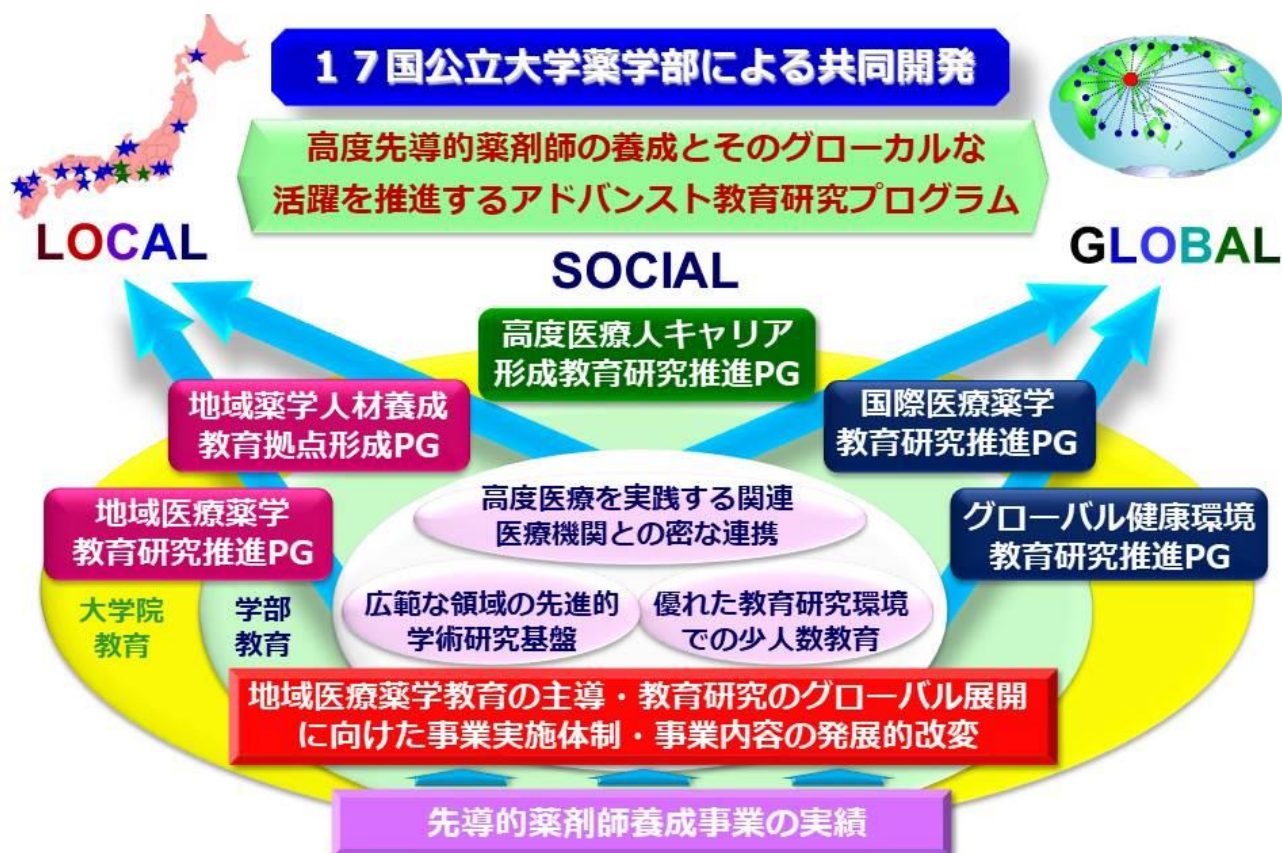 １７国公立大学薬学部による共同開発
高度先導的薬剤師の養成とそのグローカルな
活躍を推進するアドバンスト教育研究プログラム
LOCAL
SOCIAL
GLOBAL
高度医療人キャリア
形成教育研究推進PG
地域薬学人材養成
教育拠点形成PG
国際医療薬学
教育研究推進PG
地域医療薬学
教育研究推進PG
グローバル健康環境
教育研究推進PG
高度医療を実践する関連
医療機関との密な連携
大学院
教育
学部
教育
広範な領域の先進的
学術研究基盤
優れた教育研究環境
での少人数教育
地域医療薬学教育の主導・教育研究のグローバル展開
に向けた事業実施体制・事業内容の発展的改変
先導的薬剤師養成事業の実績